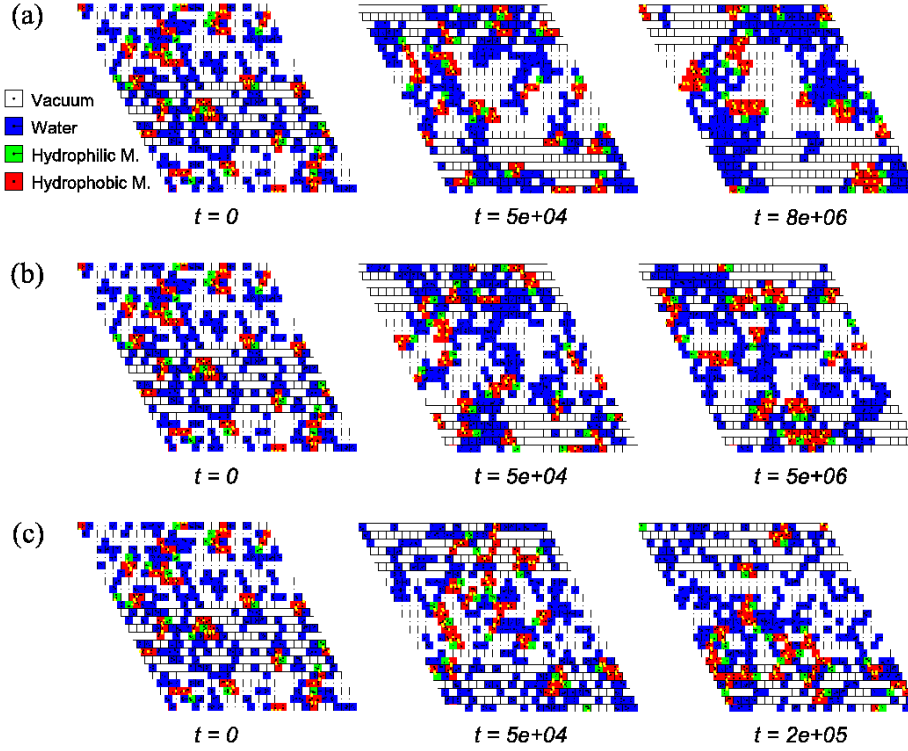 (a)
Vacuum
Water
Hydrophilic M.
Hydrophobic M.
t = 0
t = 5e+04
t = 8e+06
(b)
t = 0
t = 5e+04
t = 5e+06
(c)
t = 0
t = 5e+04
t = 2e+05